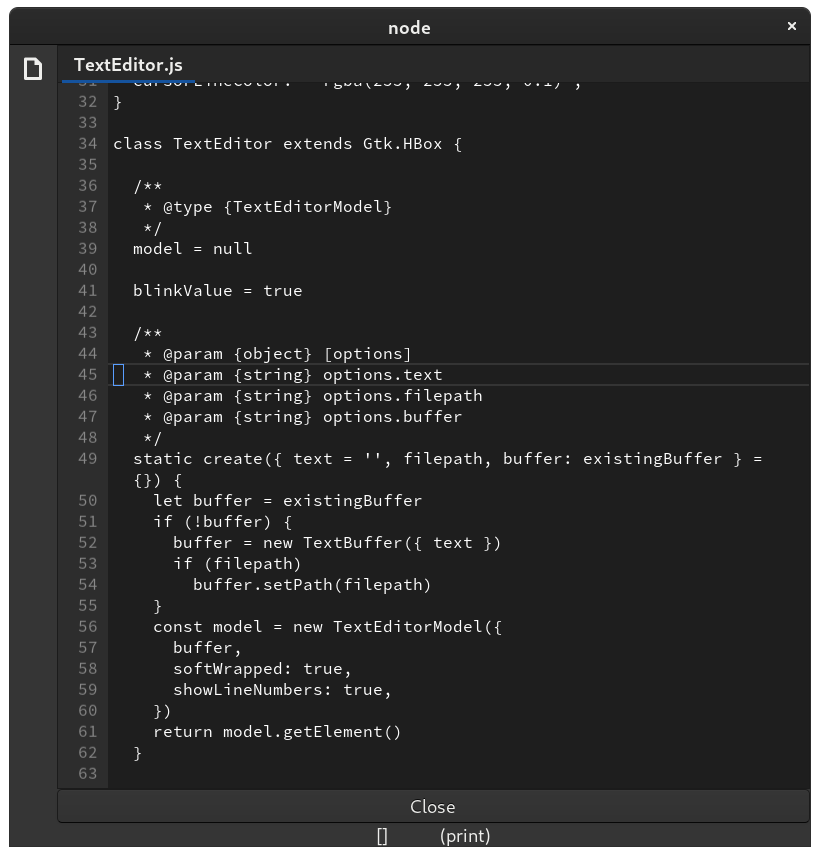 node
×
TextEditor.js
32 }
33
34 class TextEditor extends Gtk.HBox {
35
36   /**
37    * @type {TextEditorModel}
38    */
39   model = null
40
41   blinkValue = true
42
43   /**
44    * @param {object} [options]
45    * @param {string} options.text
46    * @param {string} options.filepath
47    * @param {string} options.buffer
48    */
49   static create({ text = '', filepath, buffer: existingBuffer } =
{}) {
50     let buffer = existingBuffer
51     if (!buffer) {
52       buffer = new TextBuffer({ text })
53       if (filepath)
54         buffer.setPath(filepath)
55     }
56     const model = new TextEditorModel({
57       buffer,
58       softWrapped: true,
59       showLineNumbers: true,
60     })
61     return model.getElement()
62   }
63
Close
[] (print)